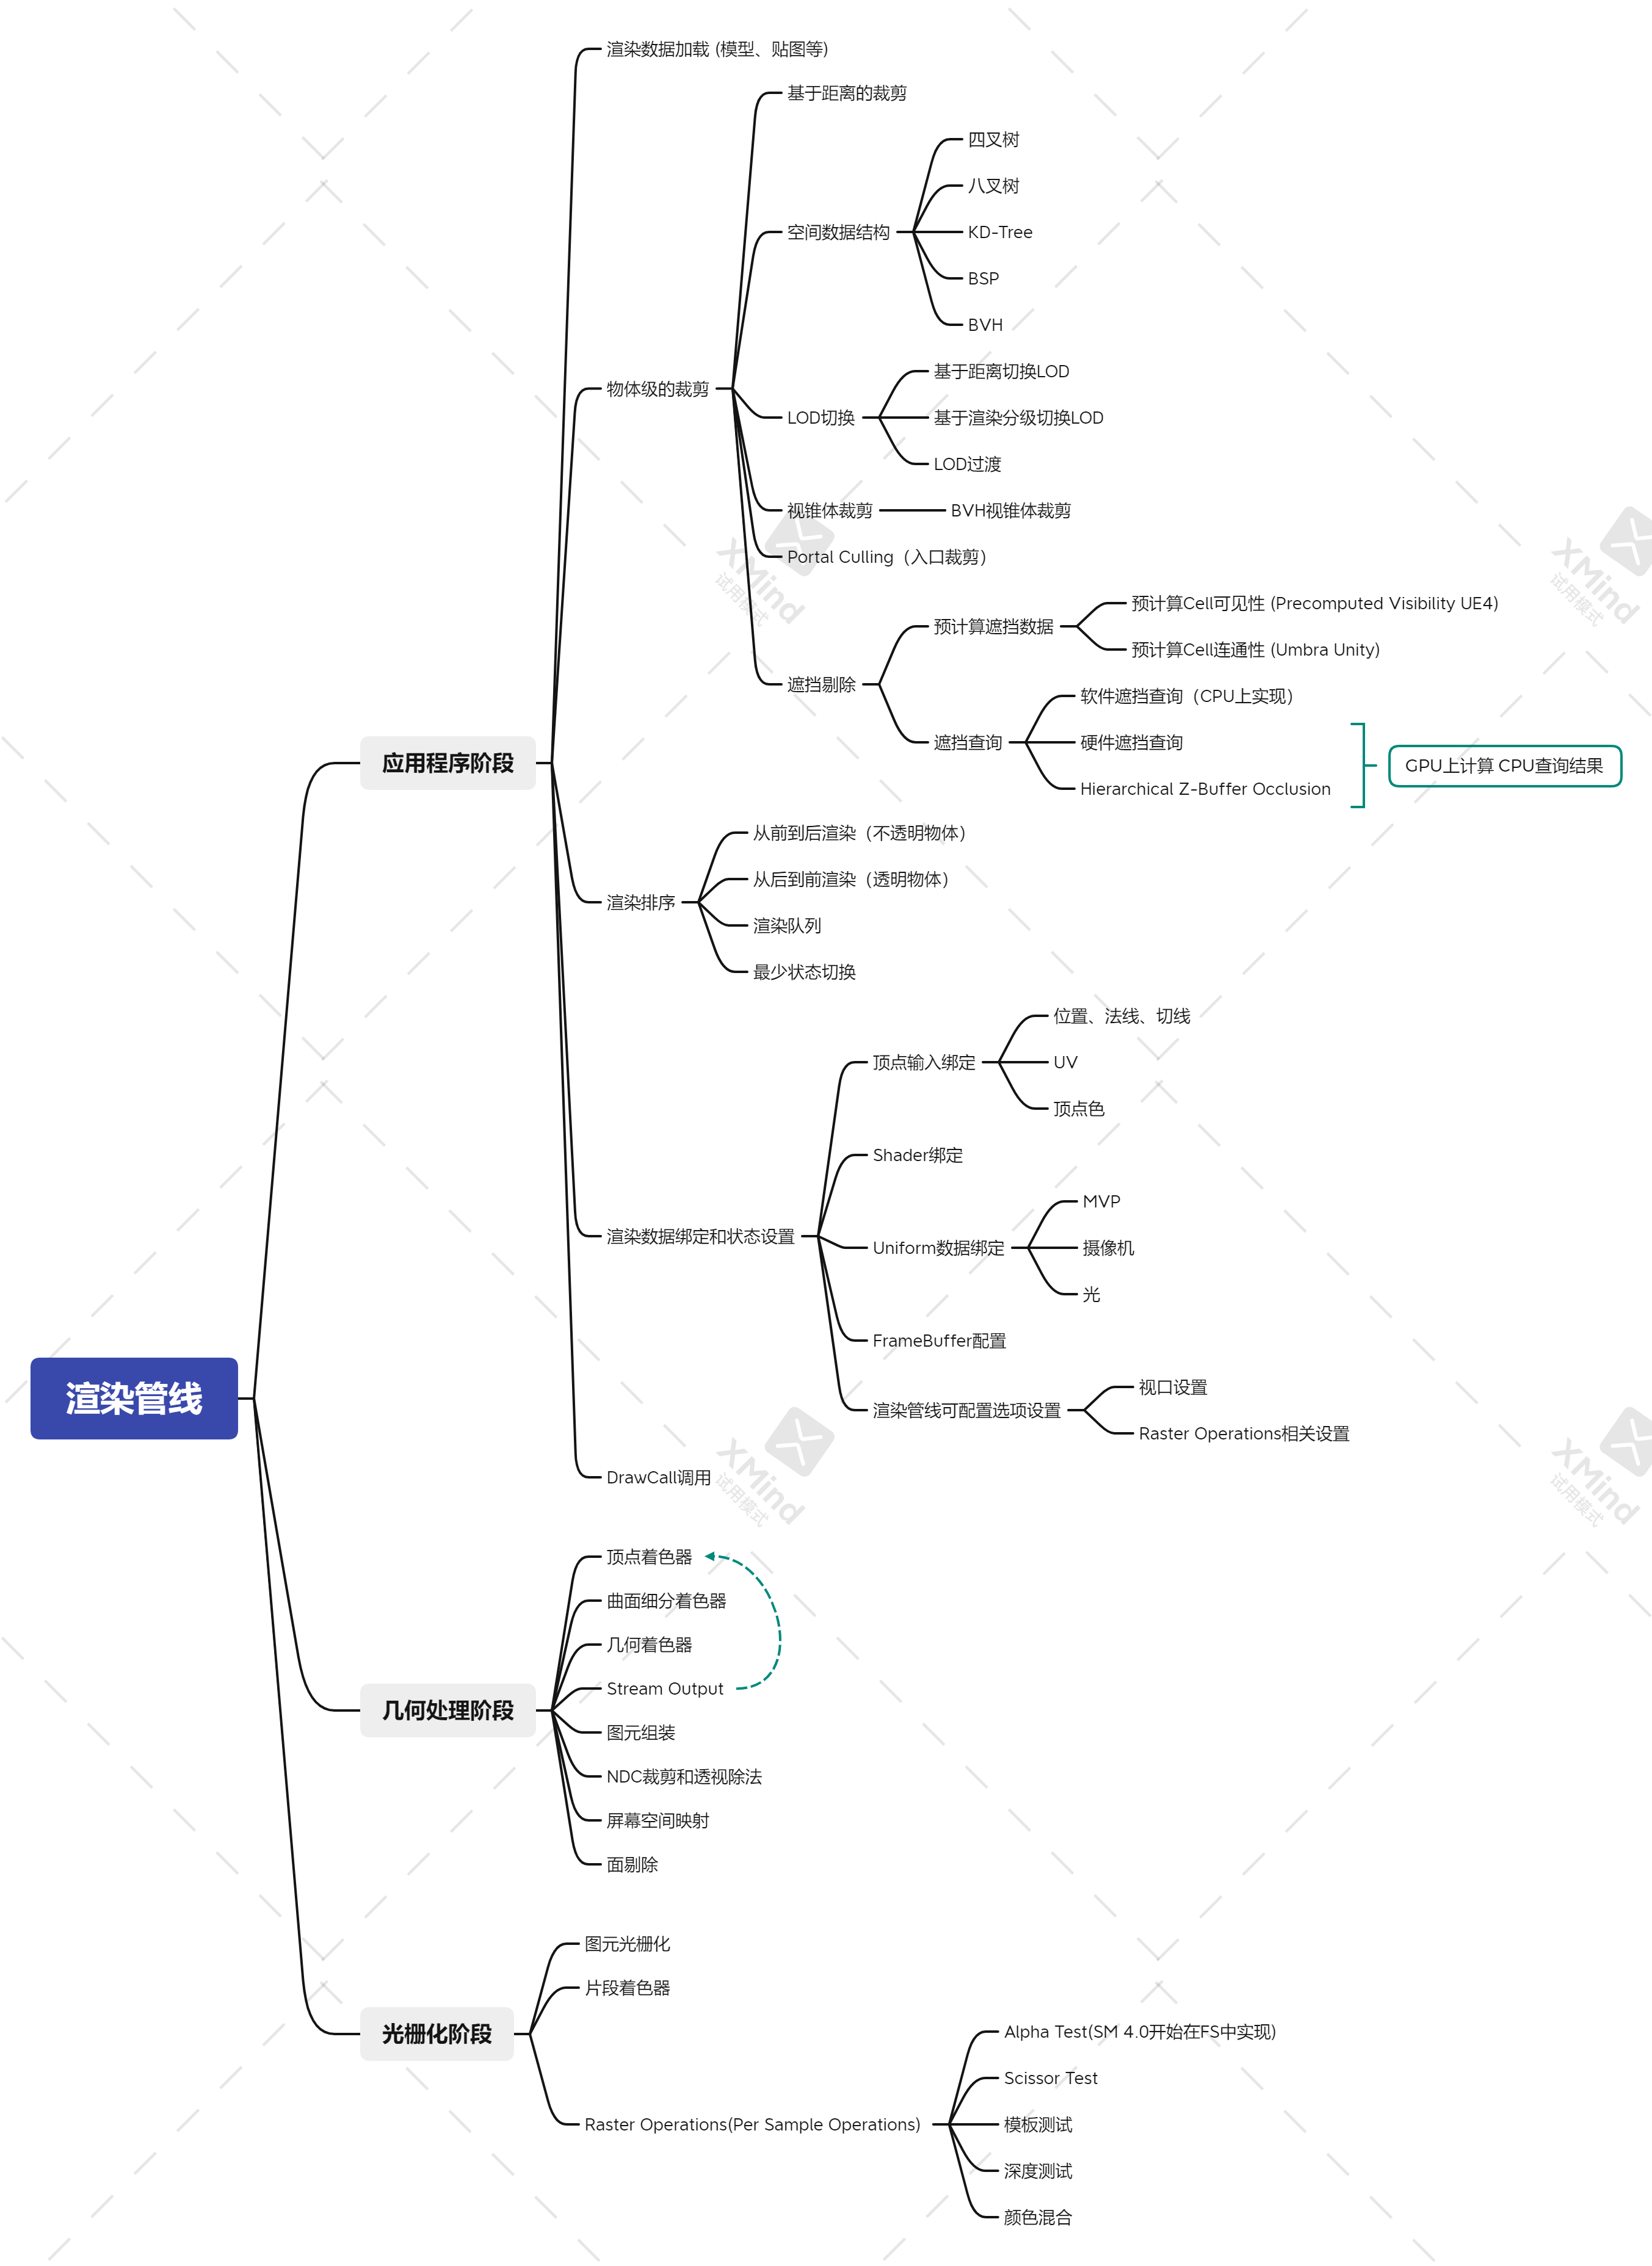 渲染管线
应用程序阶段
渲染数据加载 (模型、贴图等)
物体级的裁剪
基于距离的裁剪
空间数据结构
四叉树
八叉树
KD-Tree
BSP
BVH
LOD切换
基于距离切换LOD
基于渲染分级切换LOD
LOD过渡
视锥体裁剪
BVH视锥体裁剪
Portal Culling（入口裁剪）
遮挡剔除
预计算遮挡数据
预计算Cell可见性 (Precomputed Visibility UE4)
预计算Cell连通性 (Umbra Unity)
遮挡查询
软件遮挡查询（CPU上实现）
硬件遮挡查询
Hierarchical Z-Buffer Occlusion
GPU上计算 CPU查询结果
渲染排序
从前到后渲染（不透明物体）
从后到前渲染（透明物体）
渲染队列
最少状态切换
渲染数据绑定和状态设置
顶点输入绑定
位置、法线、切线
UV
顶点色
Shader绑定
Uniform数据绑定
MVP
摄像机
光
FrameBuffer配置
渲染管线可配置选项设置
视口设置
Raster Operations相关设置
DrawCall调用
几何处理阶段
顶点着色器
曲面细分着色器
几何着色器
Stream Output
图元组装
NDC裁剪和透视除法
屏幕空间映射
面剔除
光栅化阶段
图元光栅化
片段着色器
Raster Operations(Per Sample Operations)
Alpha Test(SM 4.0开始在FS中实现)
Scissor Test
模板测试
深度测试
颜色混合
XMind
试用模式
XMind
试用模式
XMind
试用模式
XMind
试用模式